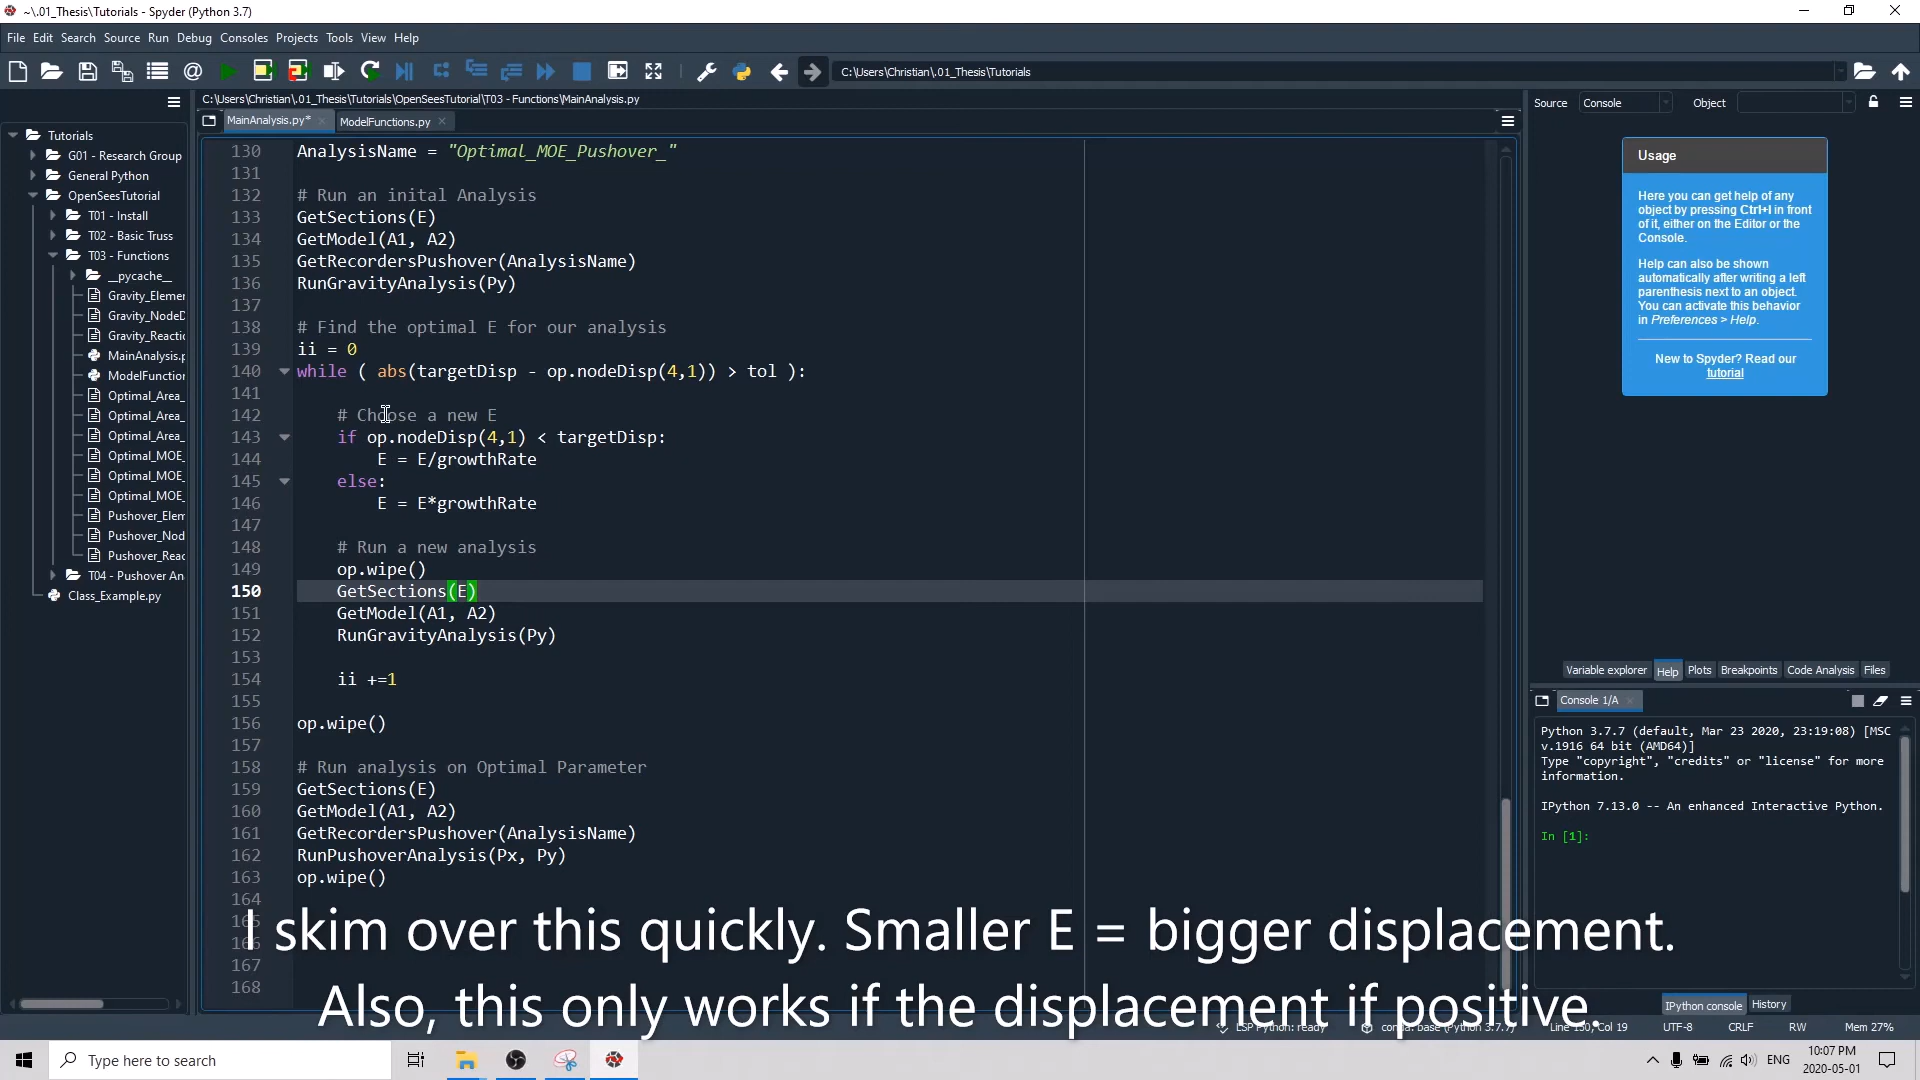 ~\.01_Thesis\Tutorials - Spyder (Python 3.7)
File Edit Search Source Run Debug Consoles Projects Tools View Help
C:\Users\Christian\.01_Thesis\Tutorials
C:\Users\Christian\.01_Thesis\Tutorials\OpenSeesTutorial\T03 - Functions\MainAnalysis.py
MainAnalysis.py*
ModelFunctions.py
Tutorials
G01 - Research Group
General Python
OpenSeesTutorial
T01 - Install
T02 - Basic Truss
T03 - Functions
__pycache__
Gravity_Elemer
Gravity_NodeD
Gravity_Reactic
MainAnalysis.p
ModelFunction
Optimal_Area_
Optimal_Area_
Optimal_Area_
Optimal_MOE_
Optimal_MOE_
Optimal_MOE_
Pushover_Elem
Pushover_Nod
Pushover_Reac
T04 - Pushover An
Class_Example.py
130 AnalysisName = "Optimal_MOE_Pushover_"
131
132 # Run an inital Analysis
133 GetSections(E)
134 GetModel(A1, A2)
135 GetRecordersPushover(AnalysisName)
136 RunGravityAnalysis(Py)
137
138 # Find the optimal E for our analysis
139 ii = 0
140 while ( abs(targetDisp - op.nodeDisp(4,1)) > tol ):
141
142 # Choose a new E
143 if op.nodeDisp(4,1) < targetDisp:
144 E = E/growthRate
145 else:
146 E = E*growthRate
147
148 # Run a new analysis
149 op.wipe()
150 GetSections(E)
151 GetModel(A1, A2)
152 RunGravityAnalysis(Py)
153
154 ii +=1
155
156 op.wipe()
157
158 # Run analysis on Optimal Parameter
159 GetSections(E)
160 GetModel(A1, A2)
161 GetRecordersPushover(AnalysisName)
162 RunPushoverAnalysis(Px, Py)
163 op.wipe()
164
167
168
I skim over this quickly. Smaller E = bigger displacement.
Also, this only works if the displacement if positive.
Source Console Object
Usage
Here you can get help of any
object by pressing Ctrl+I in front
of it, either on the Editor or the
Console.
Help can also be shown
automatically after writing a left
parenthesis next to an object.
You can activate this behavior
in Preferences > Help.
New to Spyder? Read our
tutorial
Variable explorer Help Plots Breakpoints Code Analysis Files
Console 1/A
Python 3.7.7 (default, Mar 23 2020, 23:19:08) [MSC
v.1916 64 bit (AMD64)]
Type "copyright", "credits" or "license" for more
information.
IPython 7.13.0 -- An enhanced Interactive Python.
In [1]:
IPython console History
LSP Python: ready conda: base (Python 3.7.7) Line 150, Col 19 UTF-8 CRLF RW Mem 27%
Type here to search
ENG
10:07 PM
2020-05-01